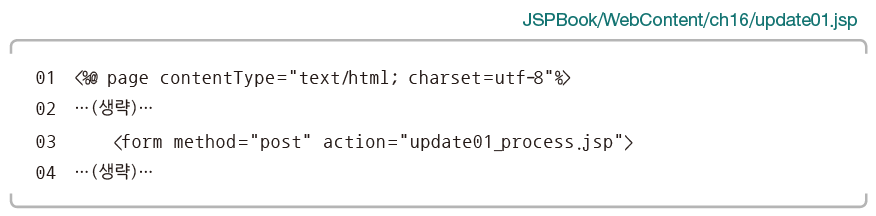 JSPBook/WebContent/ch16/update01.jsp
01 <%@ page contentType="text/html; charset=utf-8"%>
02 …(생략)…
03 <form method="post" action="update01_process.jsp">
04 …(생략)…